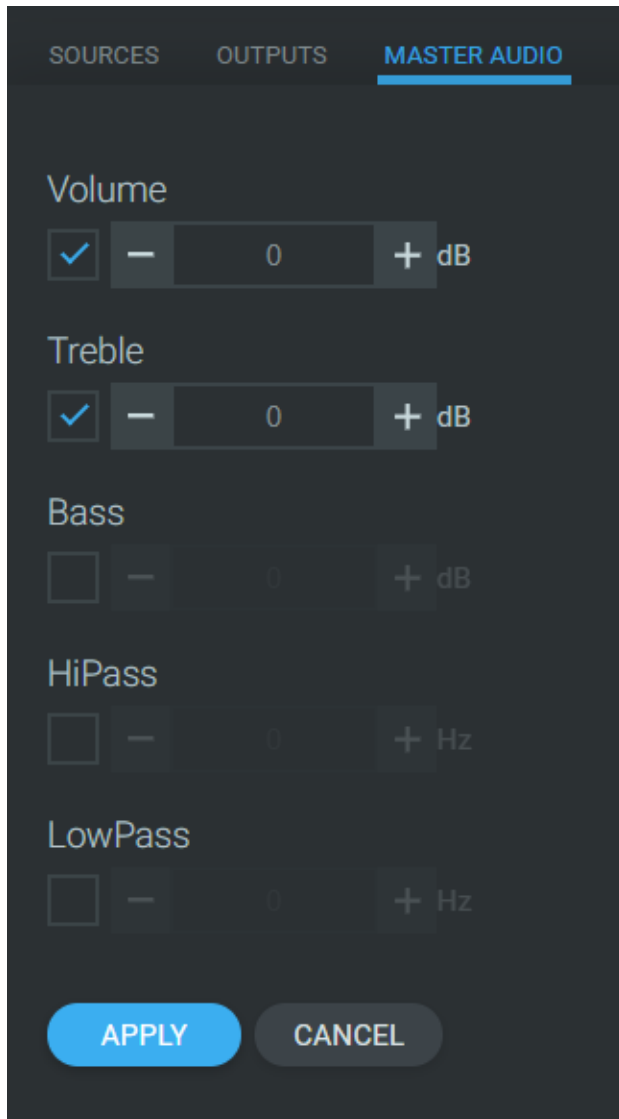 SOURCES OUTPUTS MASTER AUDIO
Volume
− 0 + dB
Treble
− 0 + dB
Bass
− 0 + dB
HiPass
− 0 + Hz
LowPass
− 0 + Hz
APPLY CANCEL